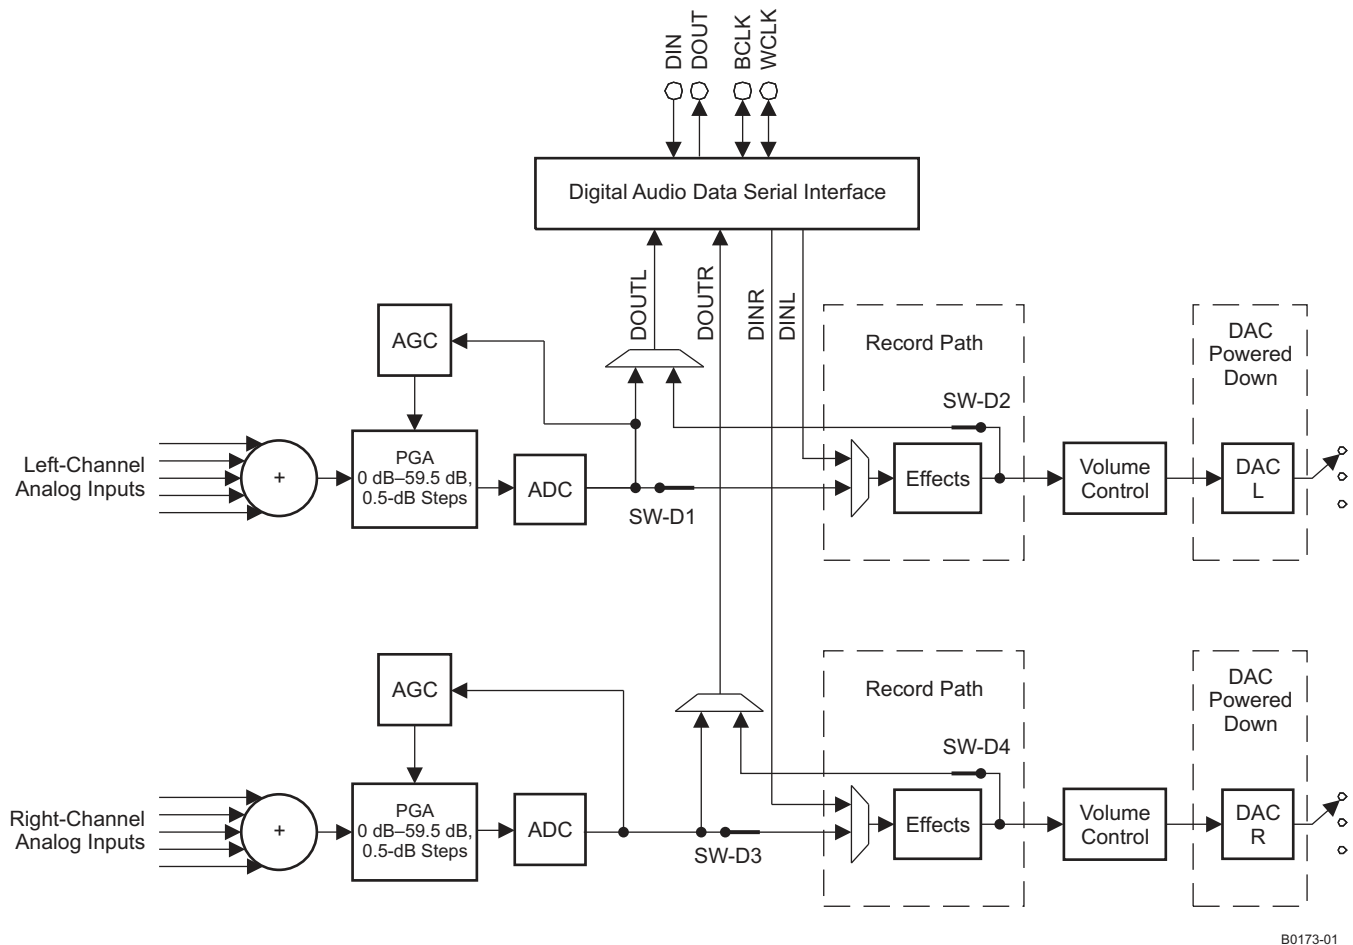 DIN
DOUT
BCLK
WCLK
Digital Audio Data Serial Interface
DOUTL
DOUTR
DINR
DINL
AGC
Record Path
DAC
Powered
Down
SW-D2
Left-Channel
Analog Inputs
+
PGA
0 dB–59.5 dB,
0.5-dB Steps
ADC
SW-D1
Effects
Volume
Control
DAC
L
AGC
Record Path
DAC
Powered
Down
SW-D4
Right-Channel
Analog Inputs
+
PGA
0 dB–59.5 dB,
0.5-dB Steps
ADC
SW-D3
Effects
Volume
Control
DAC
R
B0173-01